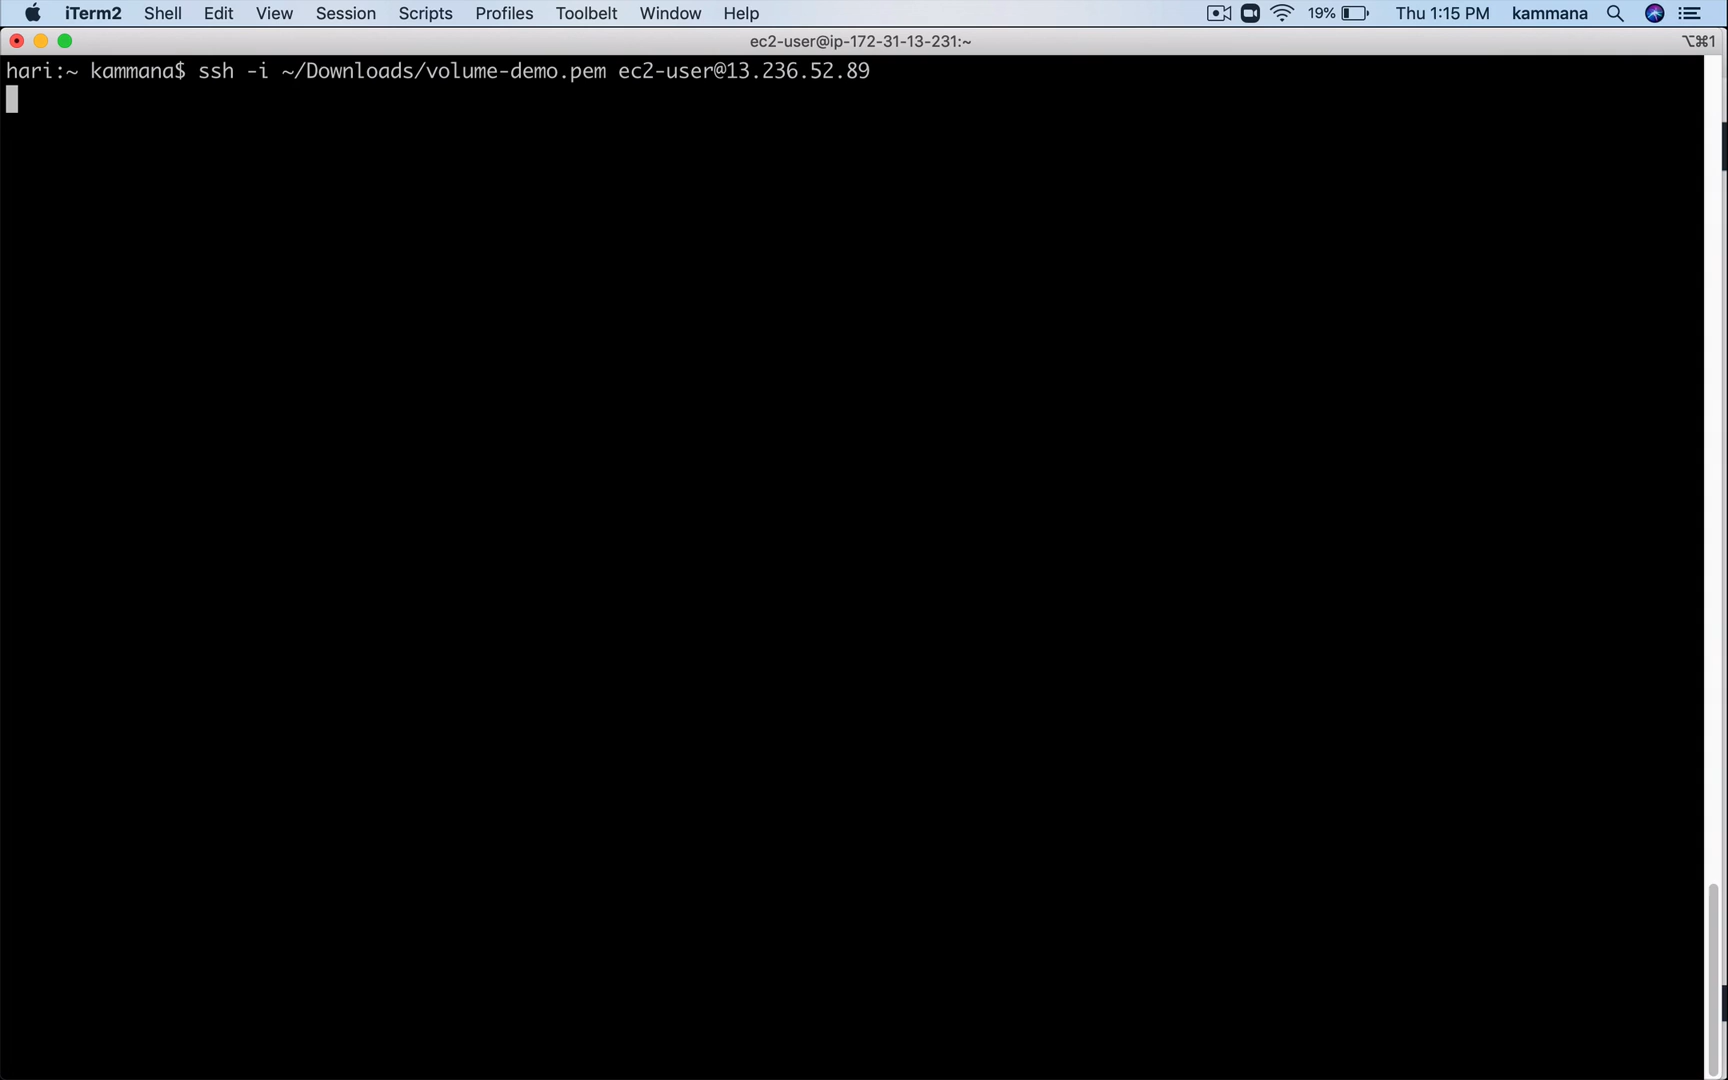 iTerm2 Shell Edit View Session Scripts Profiles Toolbelt Window Help 19% Thu 1:15 PM kammana
ec2-user@ip-172-31-13-231:~ ⌥⌘1
hari:~ kammana$ ssh -i ~/Downloads/volume-demo.pem ec2-user@13.236.52.89